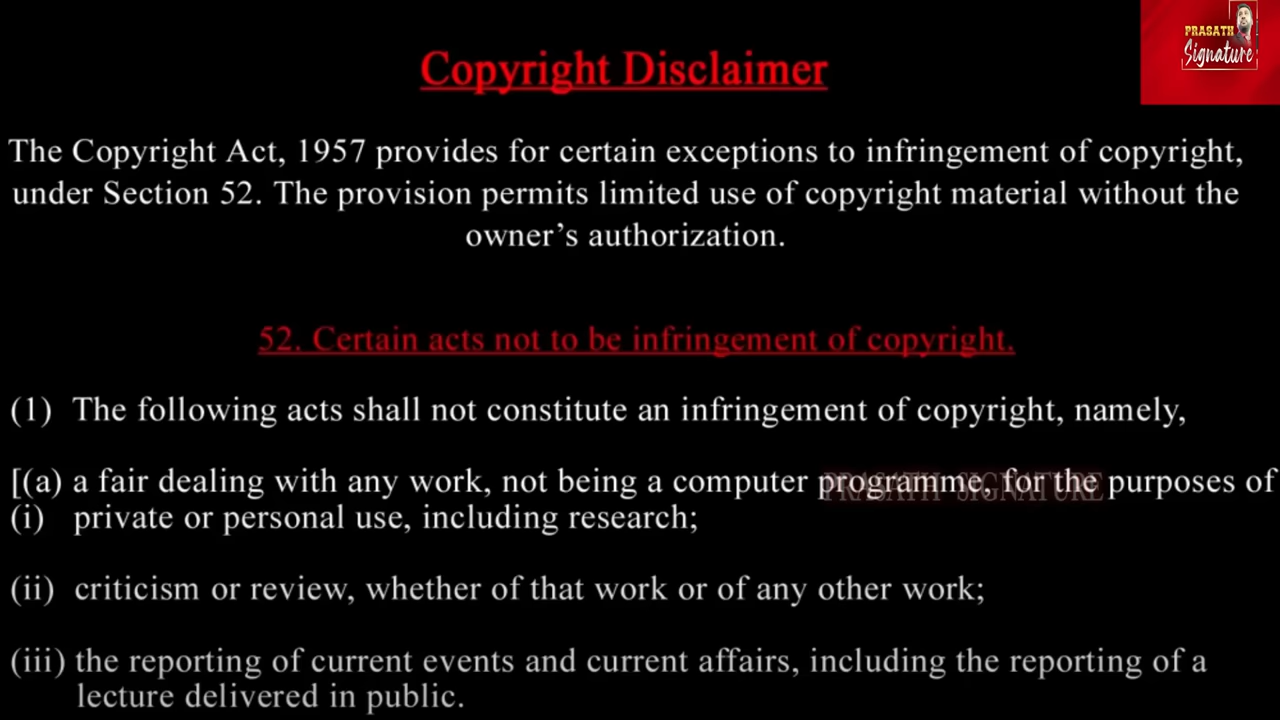 PRASATH
Signature
Copyright Disclaimer
The Copyright Act, 1957 provides for certain exceptions to infringement of copyright,
under Section 52. The provision permits limited use of copyright material without the
owner’s authorization.
52. Certain acts not to be infringement of copyright.
(1) The following acts shall not constitute an infringement of copyright, namely,
[(a) a fair dealing with any work, not being a computer programme, for the purposes of
PRASATH SIGNATURE
(i) private or personal use, including research;
(ii) criticism or review, whether of that work or of any other work;
(iii) the reporting of current events and current affairs, including the reporting of a
lecture delivered in public.